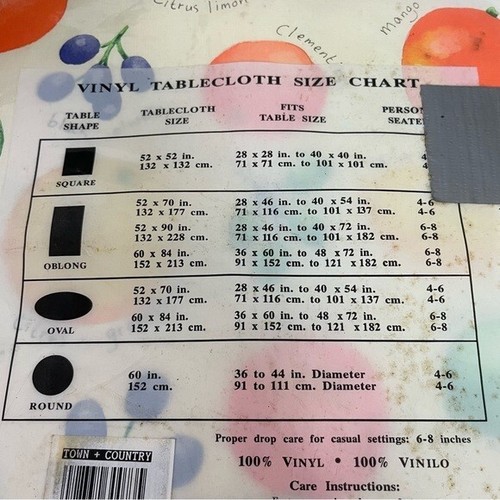 Citrus limon
Clement
mango
VINYL TABLECLOTH SIZE CHART
TABLE SHAPE TABLECLOTH SIZE FITS TABLE SIZE
SQUARE
52 x 52 in. 28 x 28 in. to 40 x 40 in.
132 x 132 cm. 71 x 71 cm. to 101 x 101 cm.
OBLONG
52 x 70 in. 28 x 46 in. to 40 x 54 in. 4-6
132 x 177 cm. 71 x 116 cm. to 101 x 137 cm. 4-6
52 x 90 in. 28 x 46 in. to 40 x 72 in. 6-8
132 x 228 cm. 71 x 116 cm. to 101 x 182 cm. 6-8
60 x 84 in. 36 x 60 in. to 48 x 72 in. 6-8
152 x 213 cm. 91 x 152 cm. to 121 x 182 cm. 6-8
OVAL
52 x 70 in. 28 x 46 in. to 40 x 54 in. 4-6
132 x 177 cm. 71 x 116 cm. to 101 x 137 cm. 4-6
60 x 84 in. 36 x 60 in. to 48 x 72 in. 6-8
152 x 213 cm. 91 x 152 cm. to 121 x 182 cm. 6-8
ROUND
60 in. 36 to 44 in. Diameter 4-6
152 cm. 91 to 111 cm. Diameter 4-6
Proper drop care for casual settings: 6-8 inches
100% VINYL • 100% VINILO
Care Instructions:
TOWN + COUNTRY